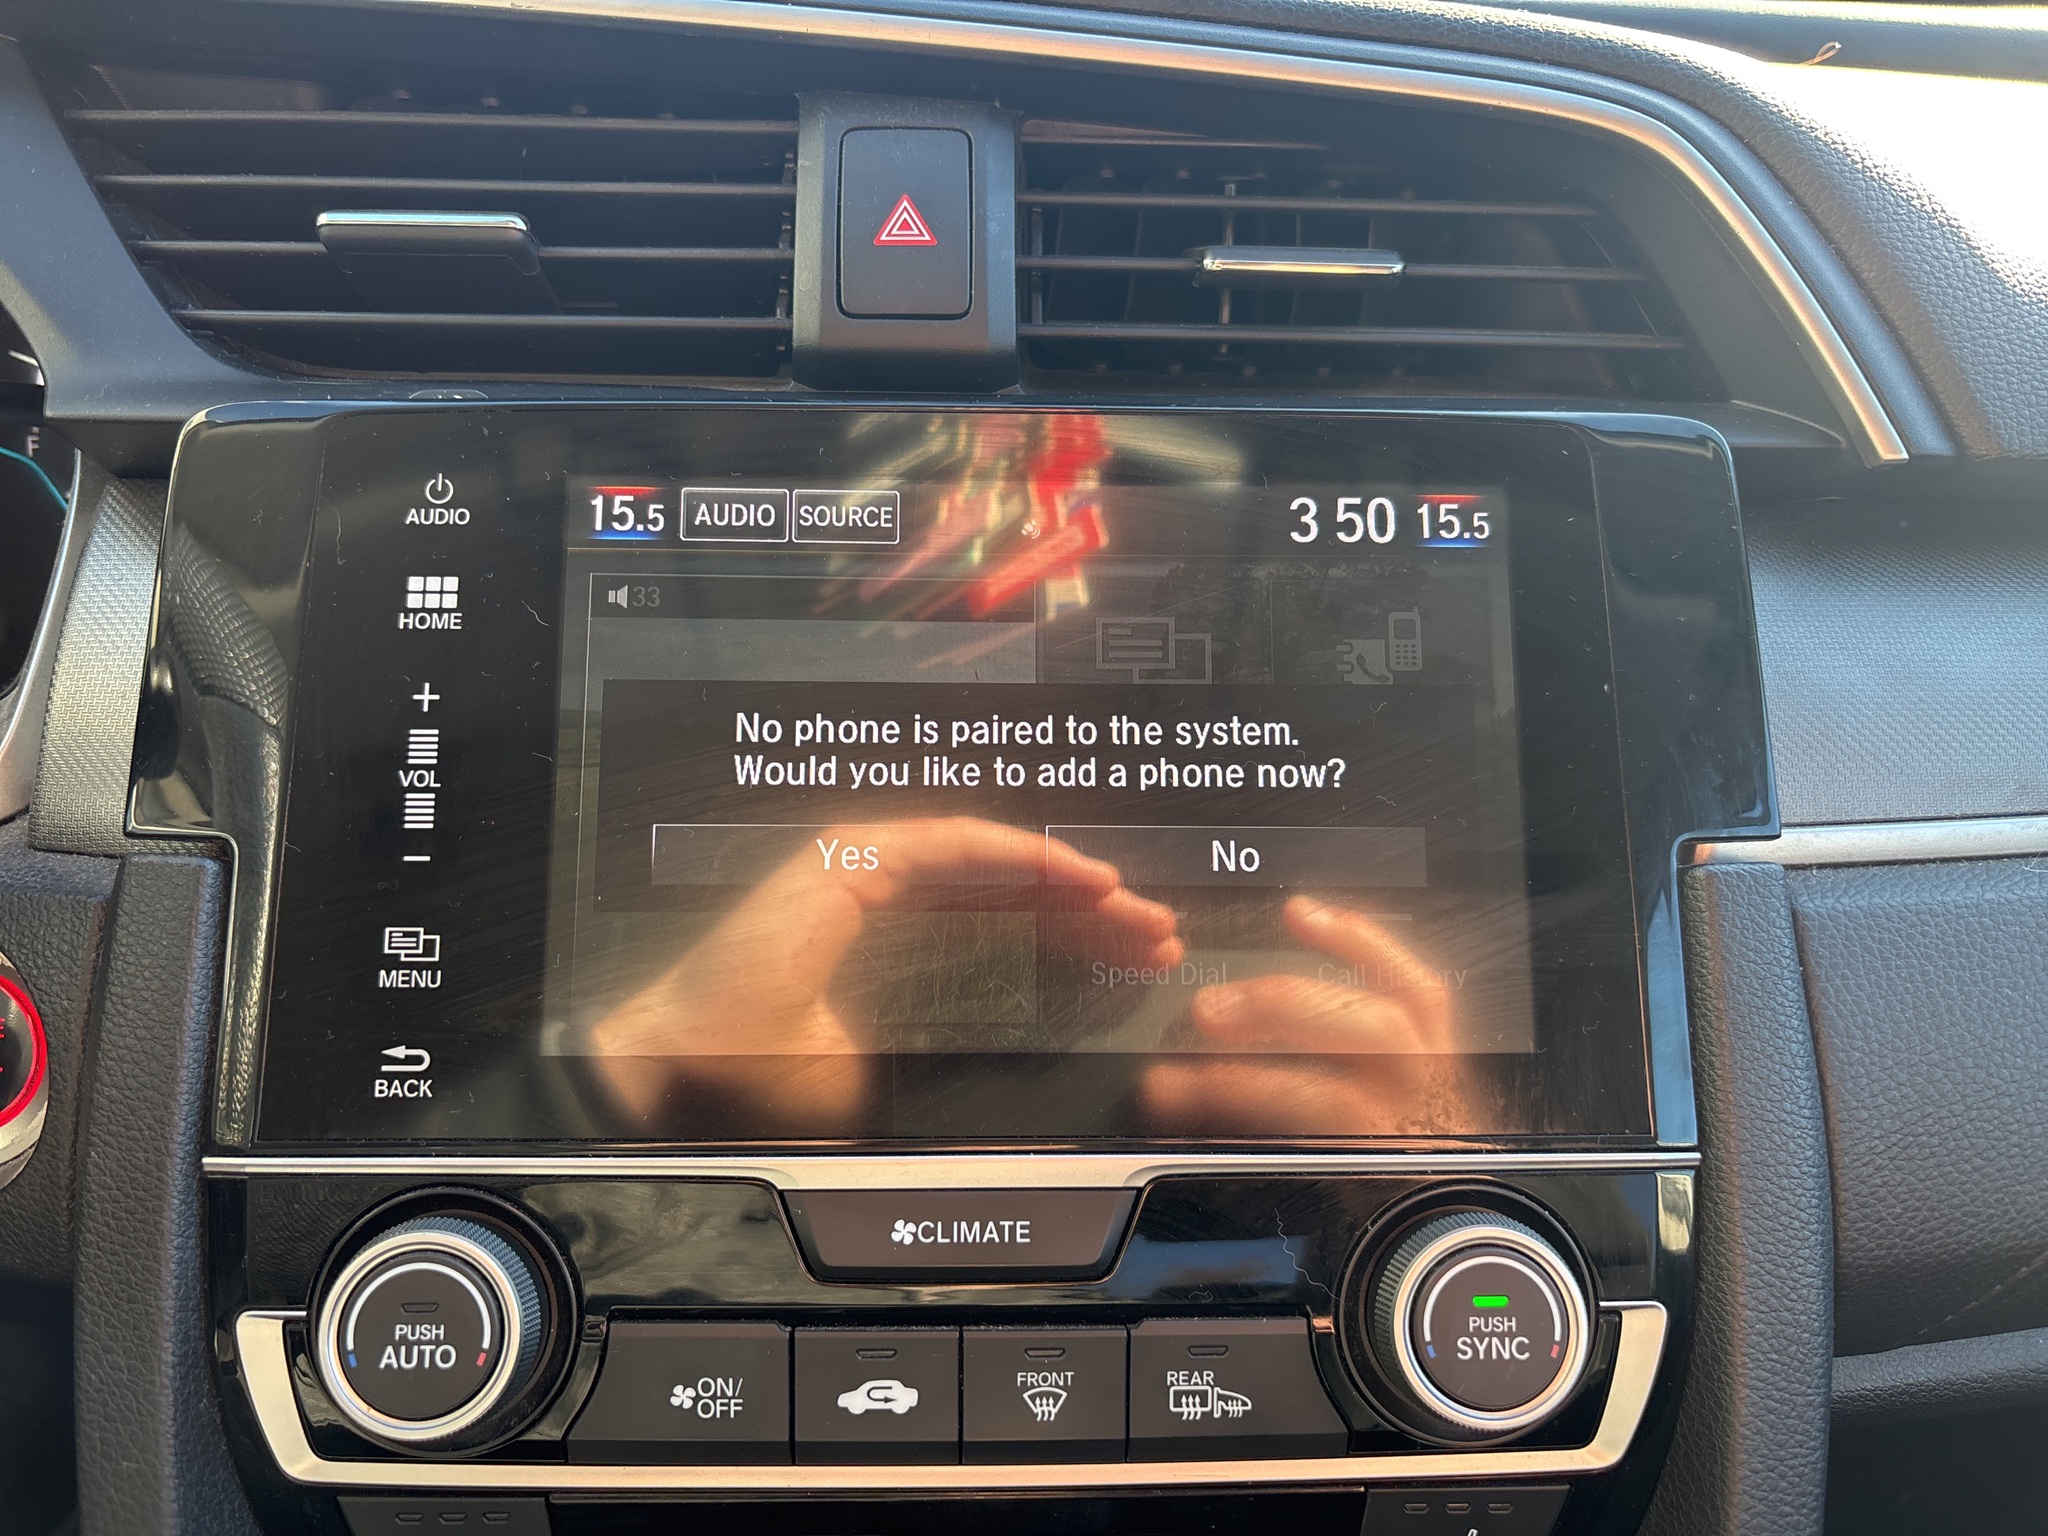 F
AUDIO
HOME
+
VOL
−
MENU
BACK
15.5
AUDIO
SOURCE
3 50
15.5
33
No phone is paired to the system.
Would you like to add a phone now?
Yes
No
Speed Dial
Call History
CLIMATE
PUSH
AUTO
ON/
OFF
FRONT
REAR
PUSH
SYNC